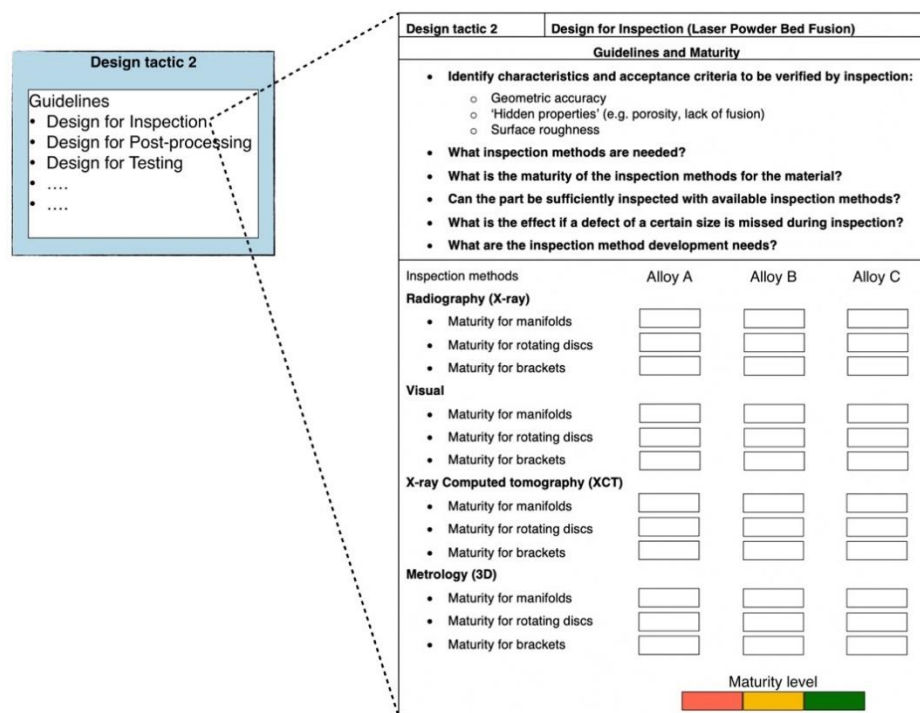 Design tactic 2
Guidelines
• Design for Inspection
• Design for Post-processing
• Design for Testing
• ....
• ....
Design tactic 2 Design for Inspection (Laser Powder Bed Fusion)
Guidelines and Maturity
• Identify characteristics and acceptance criteria to be verified by inspection:
o Geometric accuracy
o ‘Hidden properties’ (e.g. porosity, lack of fusion)
o Surface roughness
• What inspection methods are needed?
• What is the maturity of the inspection methods for the material?
• Can the part be sufficiently inspected with available inspection methods?
• What is the effect if a defect of a certain size is missed during inspection?
• What are the inspection method development needs?
Inspection methods Alloy A Alloy B Alloy C
Radiography (X-ray)
• Maturity for manifolds
• Maturity for rotating discs
• Maturity for brackets
Visual
• Maturity for manifolds
• Maturity for rotating discs
• Maturity for brackets
X-ray Computed tomography (XCT)
• Maturity for manifolds
• Maturity for rotating discs
• Maturity for brackets
Metrology (3D)
• Maturity for manifolds
• Maturity for rotating discs
• Maturity for brackets
Maturity level